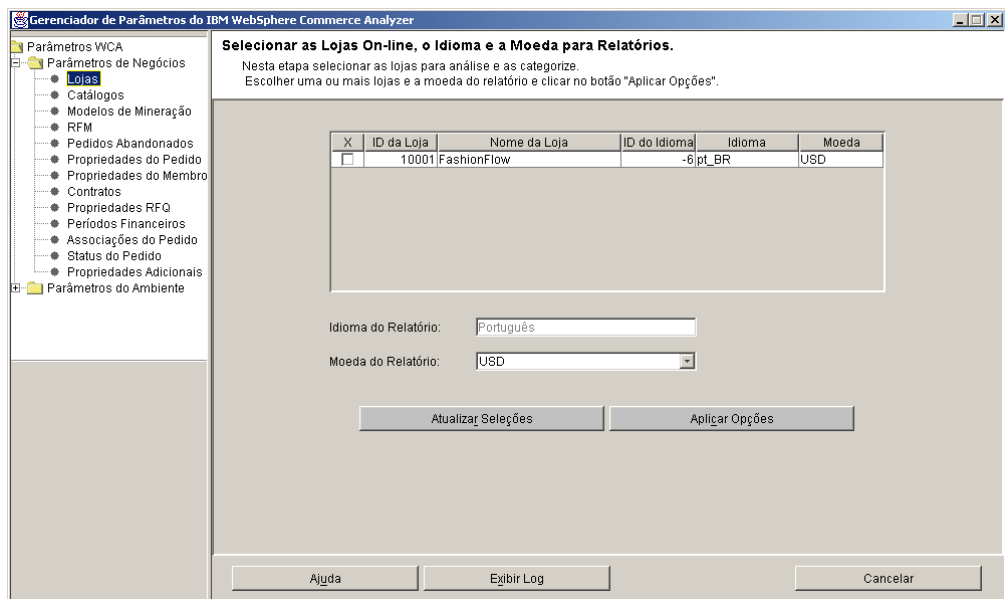 Gerenciador de Parâmetros do IBM WebSphere Commerce Analyzer
Parâmetros WCA
Parâmetros de Negócios
Lojas
Catálogos
Modelos de Mineração
RFM
Pedidos Abandonados
Propriedades do Pedido
Propriedades do Membro
Contratos
Propriedades RFQ
Períodos Financeiros
Associações do Pedido
Status do Pedido
Propriedades Adicionais
Parâmetros do Ambiente
Selecionar as Lojas On-line, o Idioma e a Moeda para Relatórios.
Nesta etapa selecionar as lojas para análise e as categorize.
Escolher uma ou mais lojas e a moeda do relatório e clicar no botão "Aplicar Opções".
X ID da Loja Nome da Loja ID do Idioma Idioma Moeda
10001 FashionFlow -6 pt_BR USD
Idioma do Relatório: Português
Moeda do Relatório: USD
Atualizar Seleções Aplicar Opções
Ajuda Exibir Log Cancelar